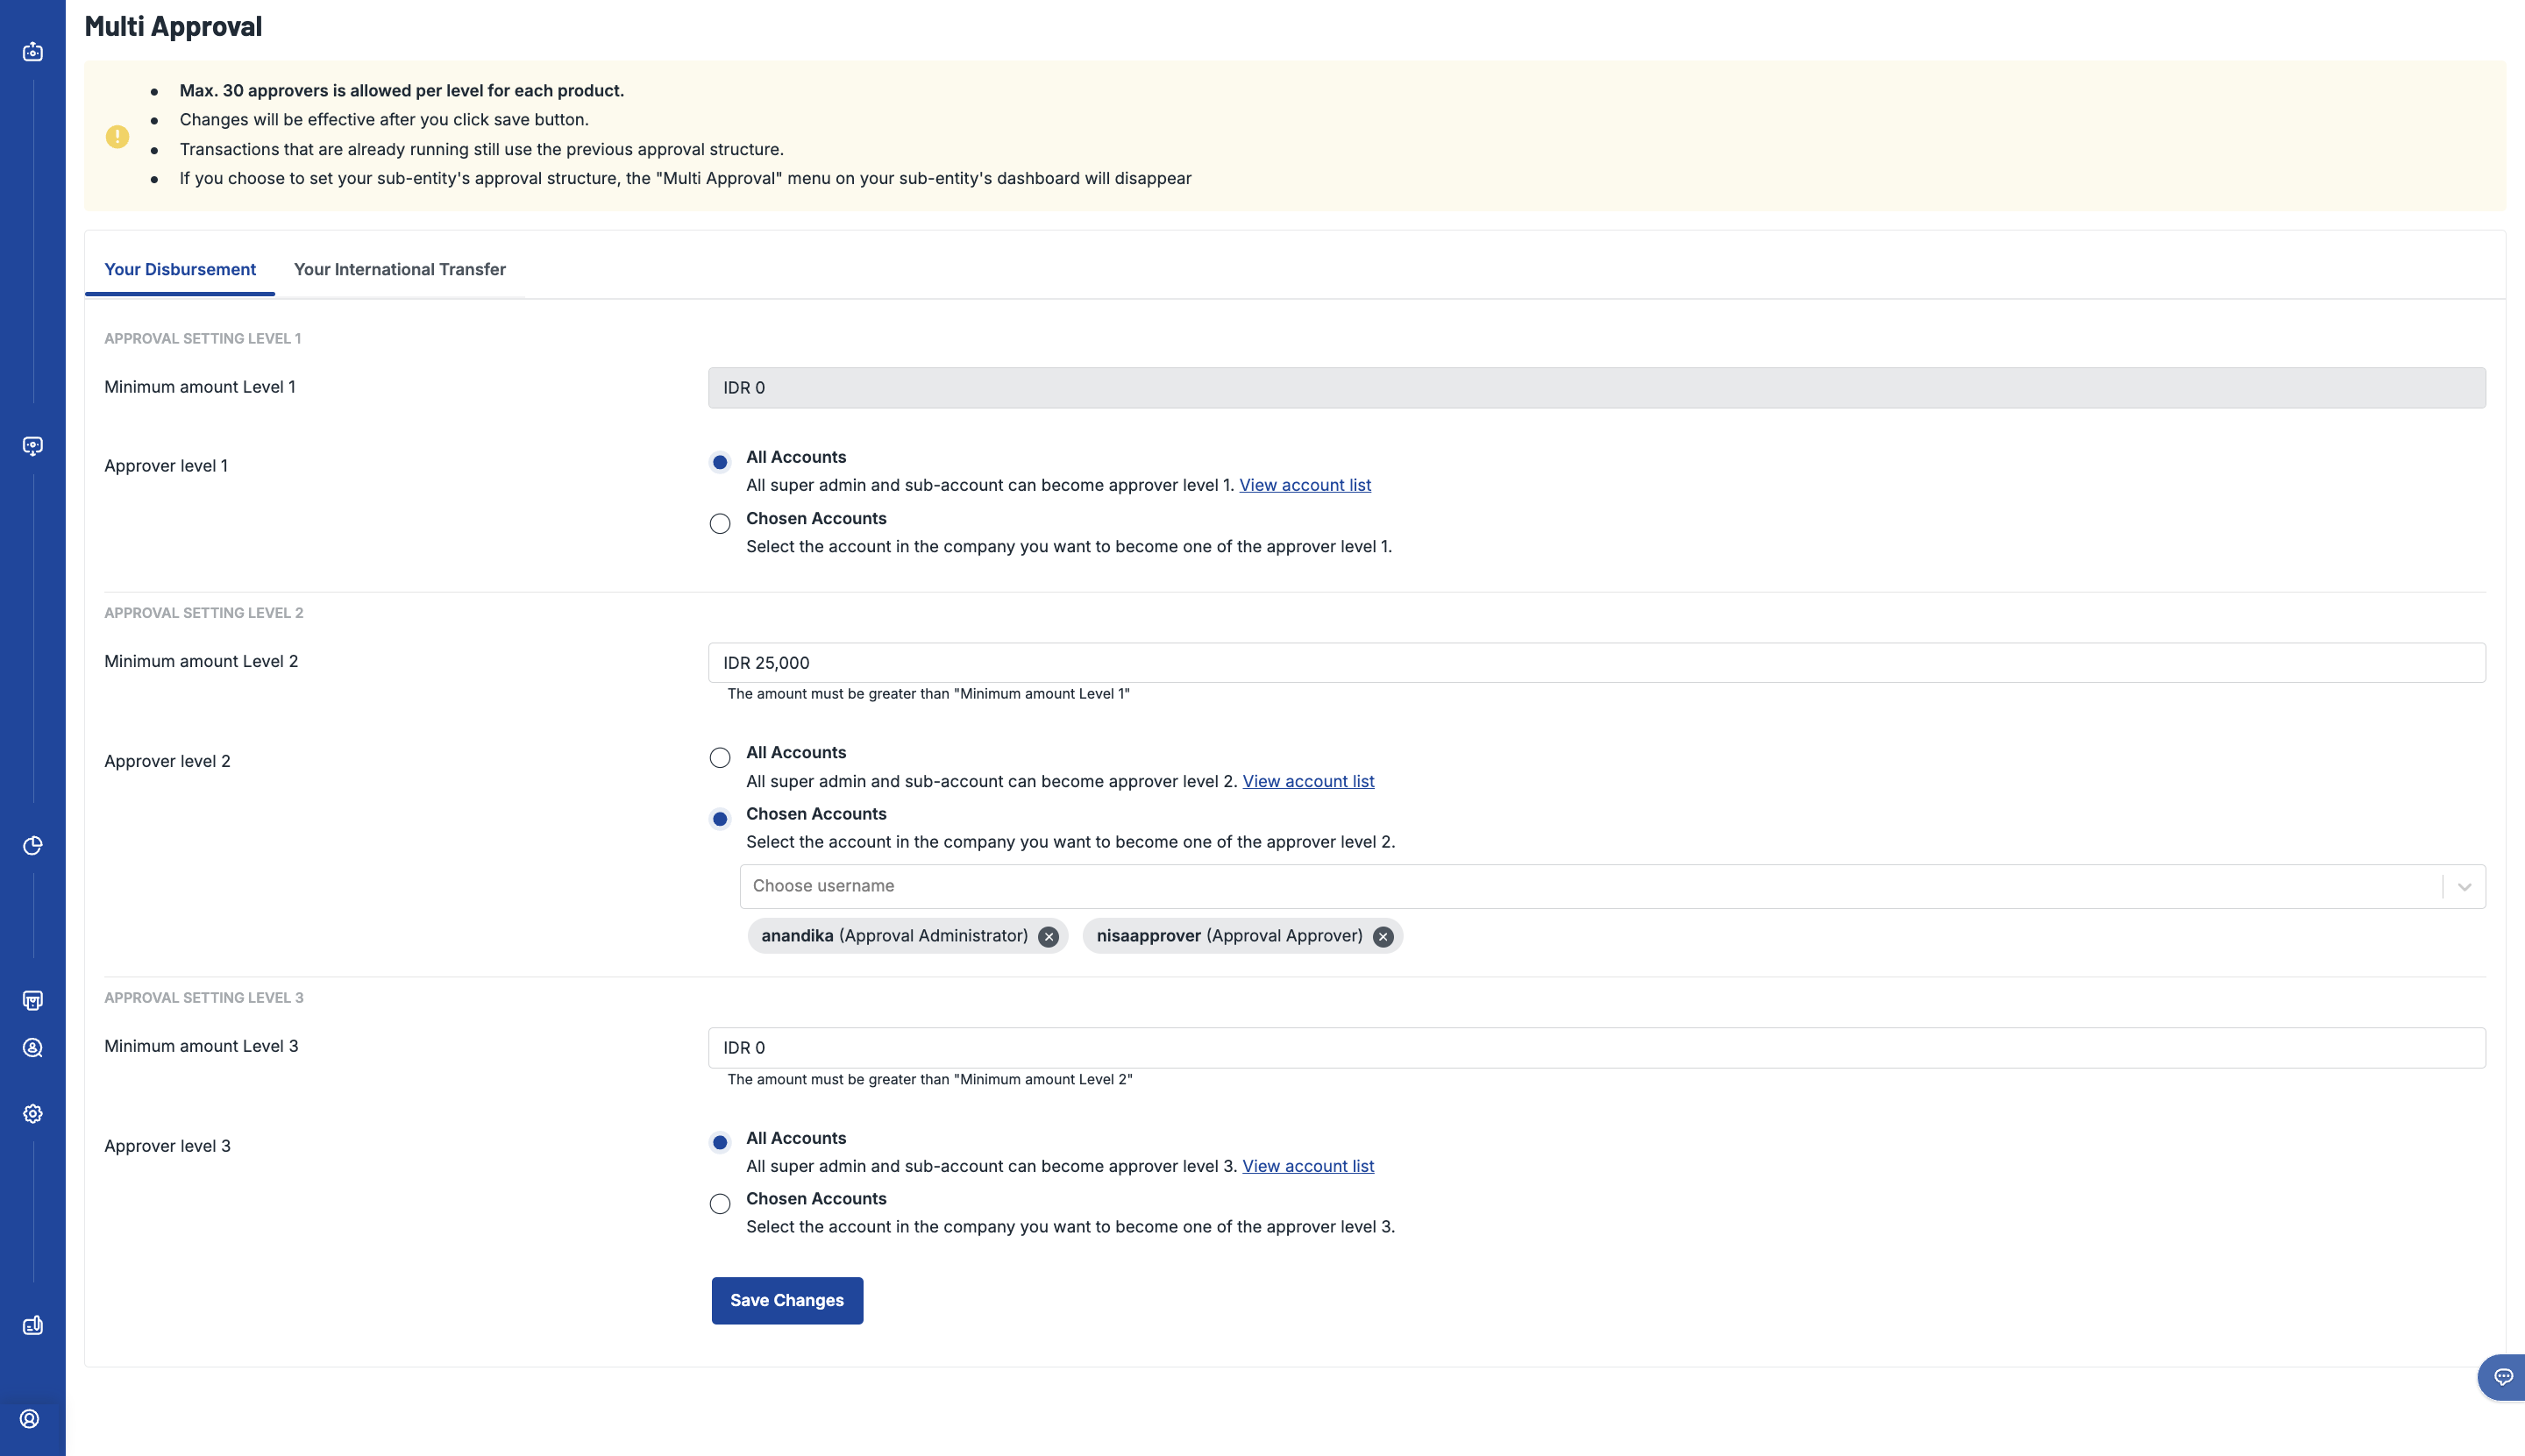 Multi Approval
Max. 30 approvers is allowed per level for each product.
Changes will be effective after you click save button.
Transactions that are already running still use the previous approval structure.
If you choose to set your sub-entity's approval structure, the "Multi Approval" menu on your sub-entity's dashboard will disappear
Your Disbursement
Your International Transfer
APPROVAL SETTING LEVEL 1
Minimum amount Level 1
IDR 0
Approver level 1
All Accounts
All super admin and sub-account can become approver level 1. View account list
Chosen Accounts
Select the account in the company you want to become one of the approver level 1.
APPROVAL SETTING LEVEL 2
Minimum amount Level 2
IDR 25,000
The amount must be greater than "Minimum amount Level 1"
Approver level 2
All Accounts
All super admin and sub-account can become approver level 2. View account list
Chosen Accounts
Select the account in the company you want to become one of the approver level 2.
Choose username
anandika (Approval Administrator)
nisaapprover (Approval Approver)
APPROVAL SETTING LEVEL 3
Minimum amount Level 3
IDR 0
The amount must be greater than "Minimum amount Level 2"
Approver level 3
All Accounts
All super admin and sub-account can become approver level 3. View account list
Chosen Accounts
Select the account in the company you want to become one of the approver level 3.
Save Changes